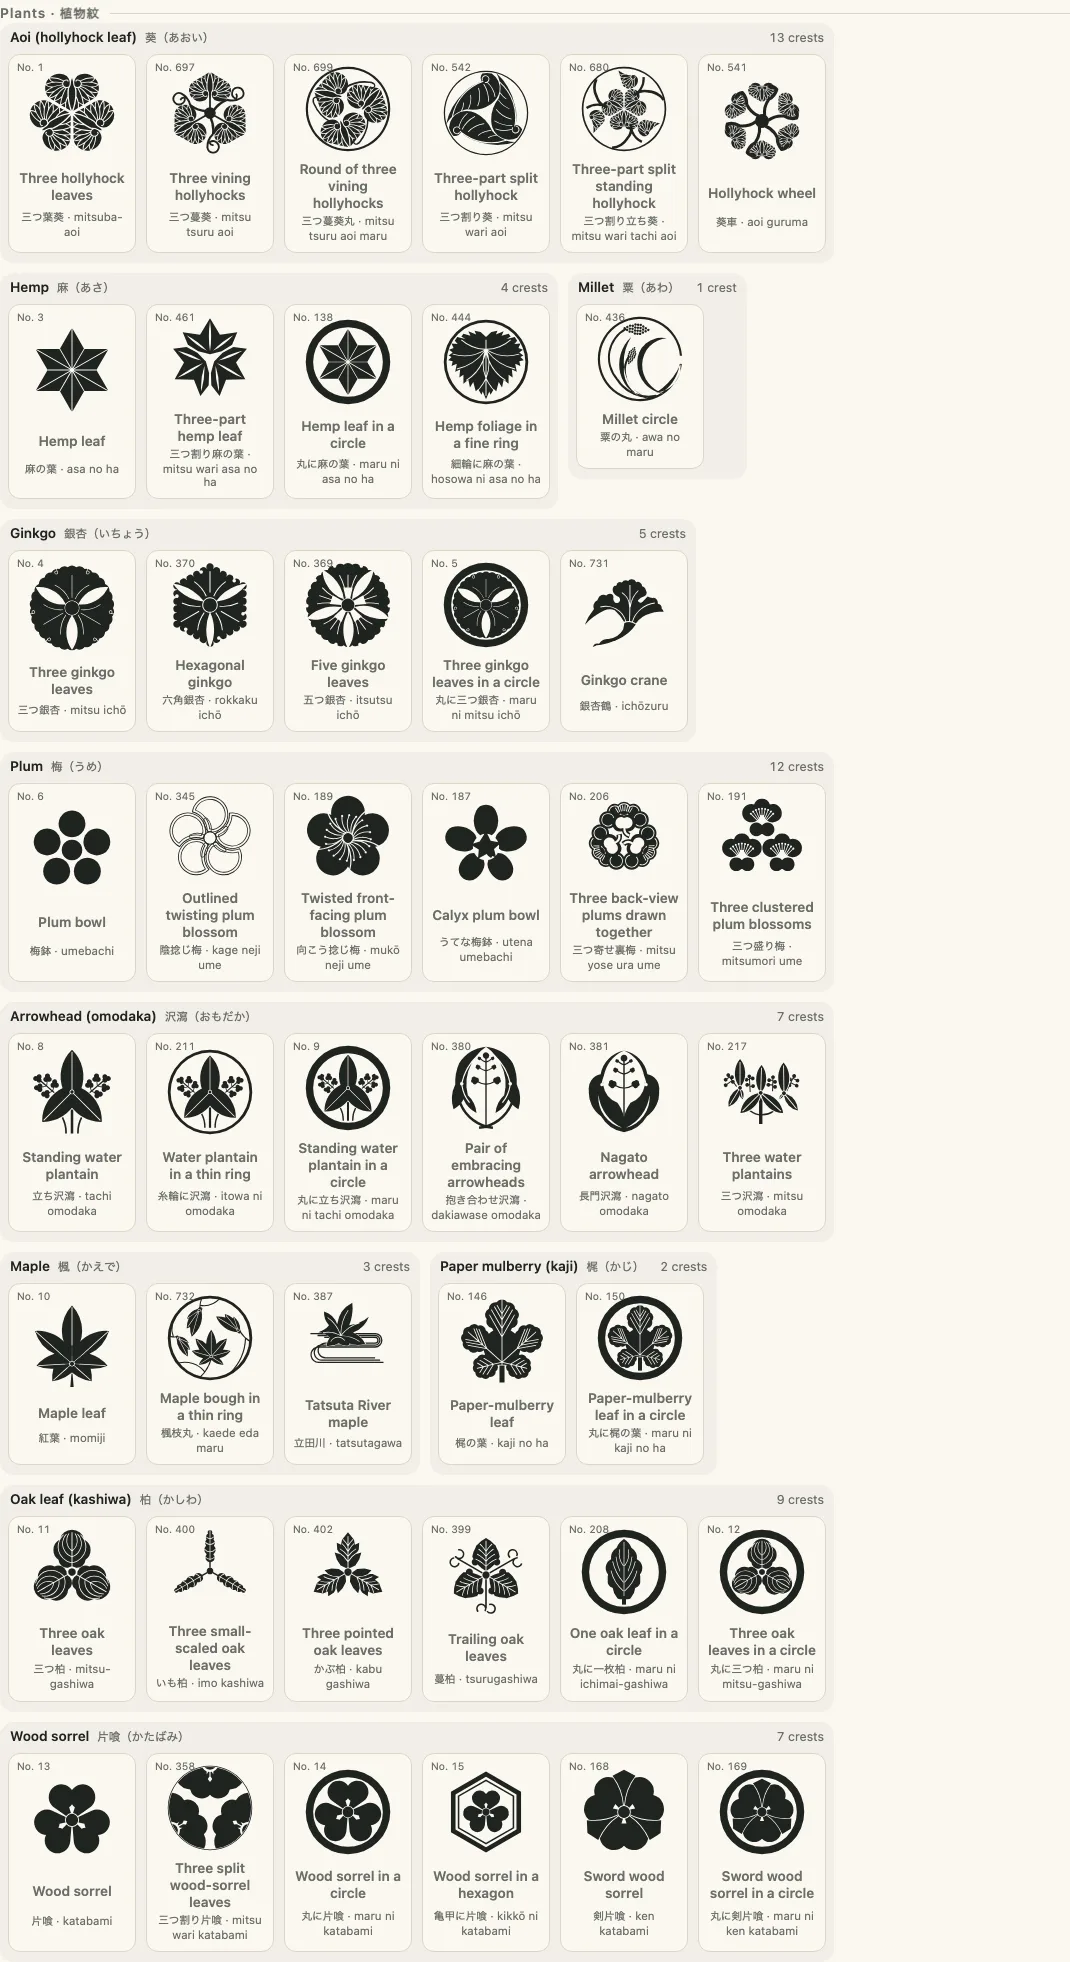 Plants · 植物紋
Aoi (hollyhock leaf) 葵（あおい） 13 crests
No. 1
Three hollyhock
leaves
三つ葉葵 · mitsuba-
aoi
No. 697
Three vining
hollyhocks
三つ蔓葵 · mitsu
tsuru aoi
No. 699
Round of three
vining
hollyhocks
三つ蔓葵丸 · mitsu
tsuru aoi maru
No. 542
Three-part split
hollyhock
三つ割り葵 · mitsu
wari aoi
No. 680
Three-part split
standing
hollyhock
三つ割り立ち葵 ·
mitsu wari tachi aoi
No. 541
Hollyhock wheel
葵車 · aoi guruma
Hemp 麻（あさ） 4 crests
No. 3
Hemp leaf
麻の葉 · asa no ha
No. 461
Three-part
hemp leaf
三つ割り麻の葉 ·
mitsu wari asa no
ha
No. 138
Hemp leaf in a
circle
丸に麻の葉 · maru ni
asa no ha
No. 444
Hemp foliage in
a fine ring
細輪に麻の葉 ·
hosowa ni asa no ha
Millet 粟（あわ） 1 crest
No. 436
Millet circle
粟の丸 · awa no
maru
Ginkgo 銀杏（いちょう） 5 crests
No. 4
Three ginkgo
leaves
三つ銀杏 · mitsu ichō
No. 370
Hexagonal
ginkgo
六角銀杏 · rokkaku
ichō
No. 369
Five ginkgo
leaves
五つ銀杏 · itsutsu
ichō
No. 5
Three ginkgo
leaves in a circle
丸に三つ銀杏 · maru
ni mitsu ichō
No. 731
Ginkgo crane
銀杏鶴 · ichōzuru
Plum 梅（うめ） 12 crests
No. 6
Plum bowl
梅鉢 · umebachi
No. 345
Outlined
twisting plum
blossom
陰捻じ梅 · kage neji
ume
No. 189
Twisted front-
facing plum
blossom
向こう捻じ梅 · mukō
neji ume
No. 187
Calyx plum bowl
うてな梅鉢 · utena
umebachi
No. 206
Three back-view
plums drawn
together
三つ寄せ裏梅 · mitsu
yose ura ume
No. 191
Three clustered
plum blossoms
三つ盛り梅 ·
mitsumori ume
Arrowhead (omodaka) 沢瀉（おもだか） 7 crests
No. 8
Standing water
plantain
立ち沢瀉 · tachi
omodaka
No. 211
Water plantain
in a thin ring
糸輪に沢瀉 · itowa ni
omodaka
No. 9
Standing water
plantain in a
circle
丸に立ち沢瀉 · maru
ni tachi omodaka
No. 380
Pair of
embracing
arrowheads
抱き合わせ沢瀉 ·
dakiawase omodaka
No. 381
Nagato
arrowhead
長門沢瀉 · nagato
omodaka
No. 217
Three water
plantains
三つ沢瀉 · mitsu
omodaka
Maple 楓（かえで） 3 crests
No. 10
Maple leaf
紅葉 · momiji
No. 732
Maple bough in
a thin ring
楓枝丸 · kaede eda
maru
No. 387
Tatsuta River
maple
立田川 · tatsutagawa
Paper mulberry (kaji) 梶（かじ） 2 crests
No. 146
Paper-mulberry
leaf
梶の葉 · kaji no ha
No. 150
Paper-mulberry
leaf in a circle
丸に梶の葉 · maru ni
kaji no ha
Oak leaf (kashiwa) 柏（かしわ） 9 crests
No. 11
Three oak
leaves
三つ柏 · mitsu-
gashiwa
No. 400
Three small-
scaled oak
leaves
いも柏 · imo kashiwa
No. 402
Three pointed
oak leaves
かぶ柏 · kabu
gashiwa
No. 399
Trailing oak
leaves
蔓柏 · tsurugashiwa
No. 208
One oak leaf in a
circle
丸に一枚柏 · maru ni
ichimai-gashiwa
No. 12
Three oak
leaves in a circle
丸に三つ柏 · maru ni
mitsu-gashiwa
Wood sorrel 片喰（かたばみ） 7 crests
No. 13
Wood sorrel
片喰 · katabami
No. 358
Three split
wood-sorrel
leaves
三つ割り片喰 · mitsu
wari katabami
No. 14
Wood sorrel in a
circle
丸に片喰 · maru ni
katabami
No. 15
Wood sorrel in a
hexagon
亀甲に片喰 · kikkō ni
katabami
No. 168
Sword wood
sorrel
剣片喰 · ken
katabami
No. 169
Sword wood
sorrel in a circle
丸に剣片喰 · maru ni
ken katabami